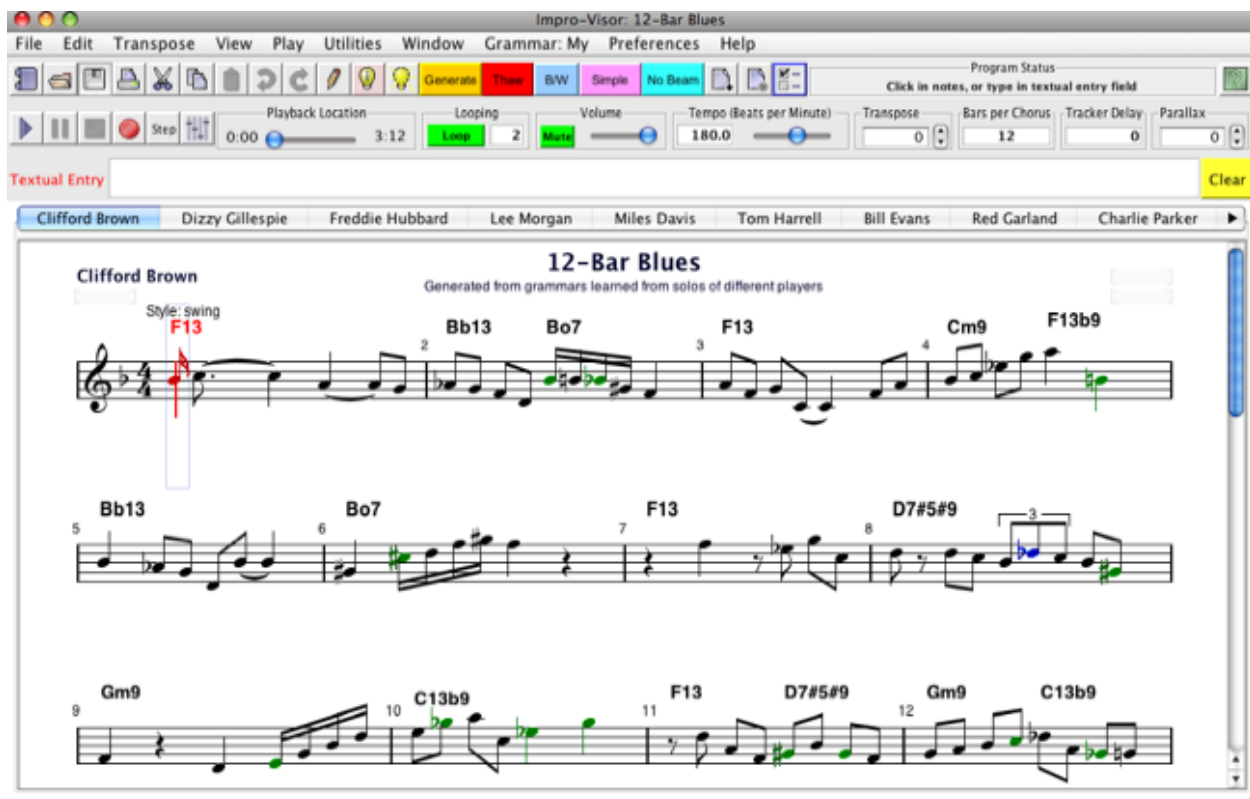 Impro-Visor: 12-Bar Blues
File Edit Transpose View Play Utilities Window Grammar: My Preferences Help
Generate Thaw B/W Simple No Beam
Program Status
Click in notes, or type in textual entry field
Step
Playback Location
0:00 3:12
Looping
Loop 2
Volume
Mute
Tempo (Beats per Minute)
180.0
Transpose
0
Bars per Chorus
12
Tracker Delay
0
Parallax
0
Textual Entry Clear
Clifford Brown Dizzy Gillespie Freddie Hubbard Lee Morgan Miles Davis Tom Harrell Bill Evans Red Garland Charlie Parker
12-Bar Blues
Clifford Brown
Generated from grammars learned from solos of different players
Style: swing
F13 Bb13 Bo7 F13 Cm9 F13b9
2 3 4
4
4
Bb13 Bo7 F13 D7#5#9
5 6 7 8
3
Gm9 C13b9 F13 D7#5#9 Gm9 C13b9
9 10 11 12